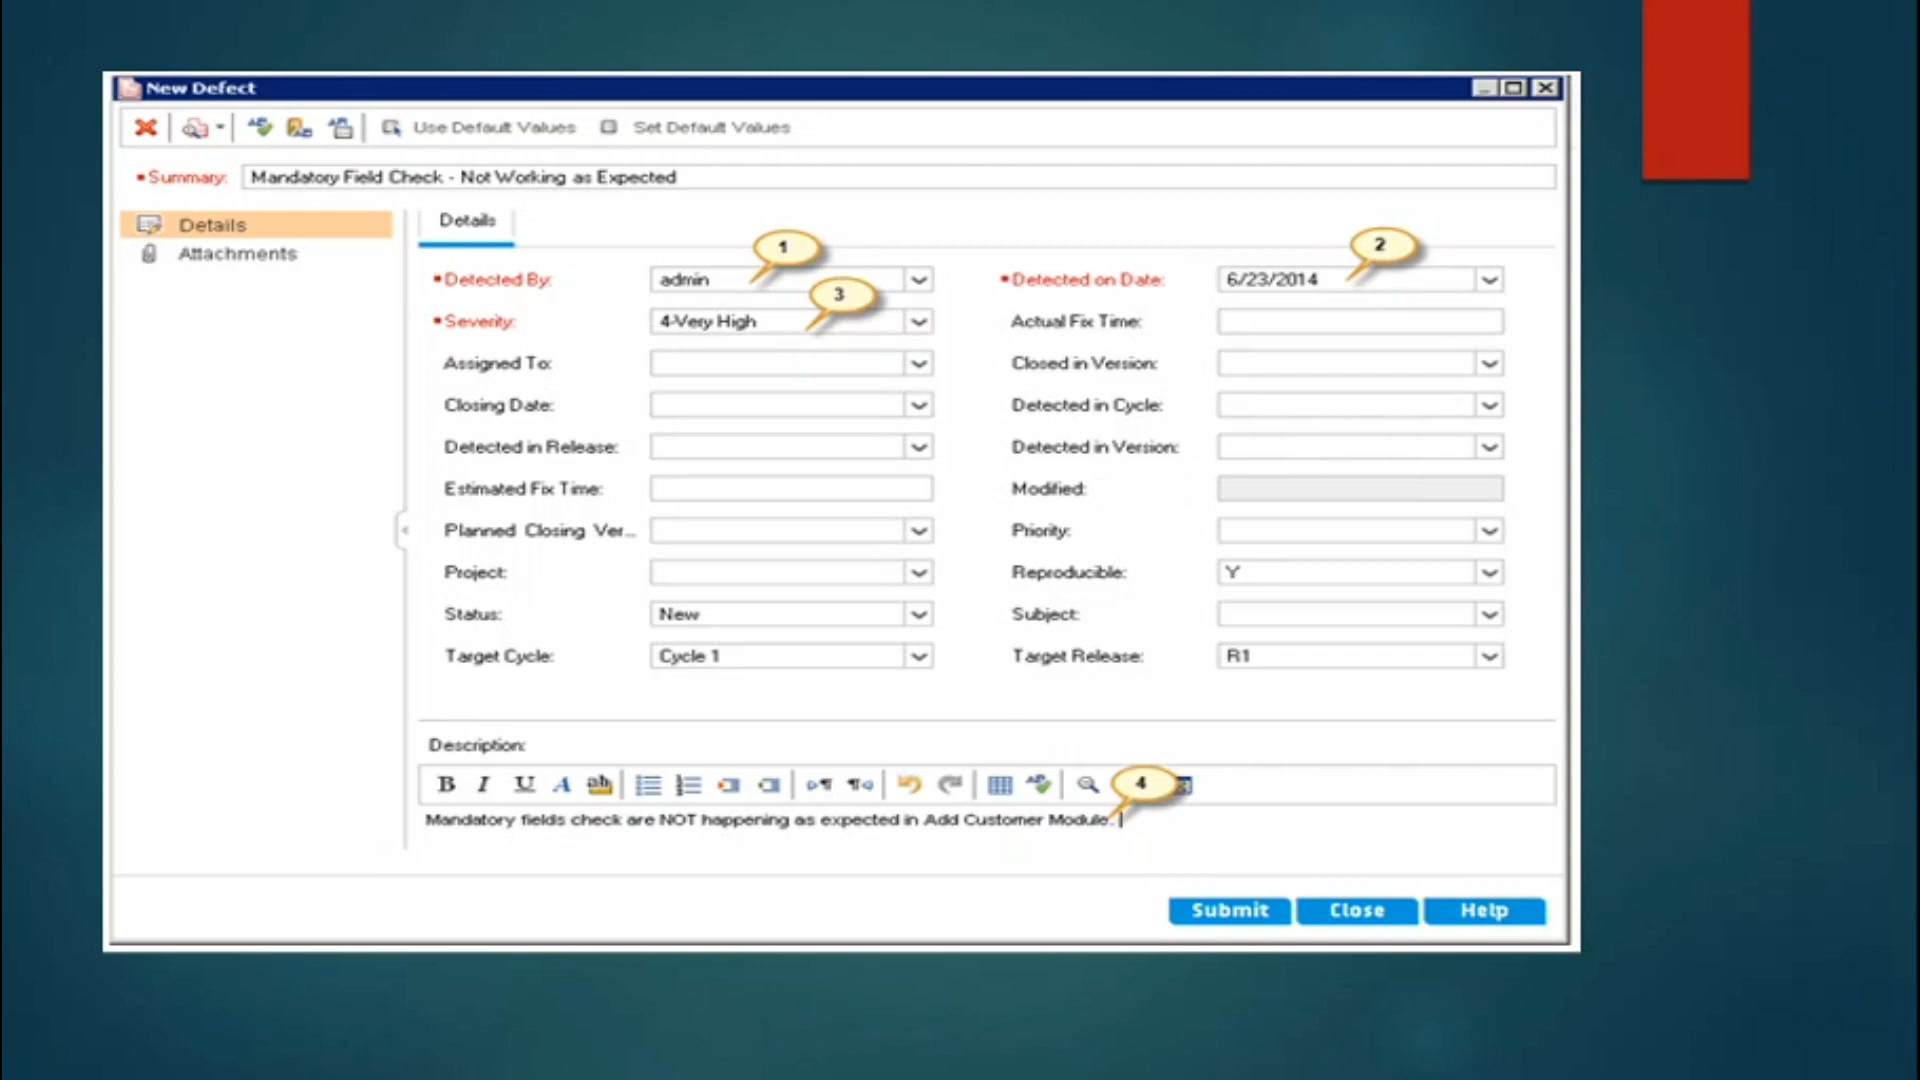 New Defect
Use Default Values Set Default Values
Summary: Mandatory Field Check - Not Working as Expected
Details
Attachments
Details
1
2
Detected By: admin Detected on Date: 6/23/2014
3
Severity: 4-Very High Actual Fix Time:
Assigned To: Closed in Version:
Closing Date: Detected in Cycle:
Detected in Release: Detected in Version:
Estimated Fix Time: Modified:
Planned Closing Ver... Priority:
Project: Reproducible: Y
Status: New Subject:
Target Cycle: Cycle 1 Target Release: R1
Description:
B I U A ab 4
Mandatory fields check are NOT happening as expected in Add Customer Module.
Submit Close Help